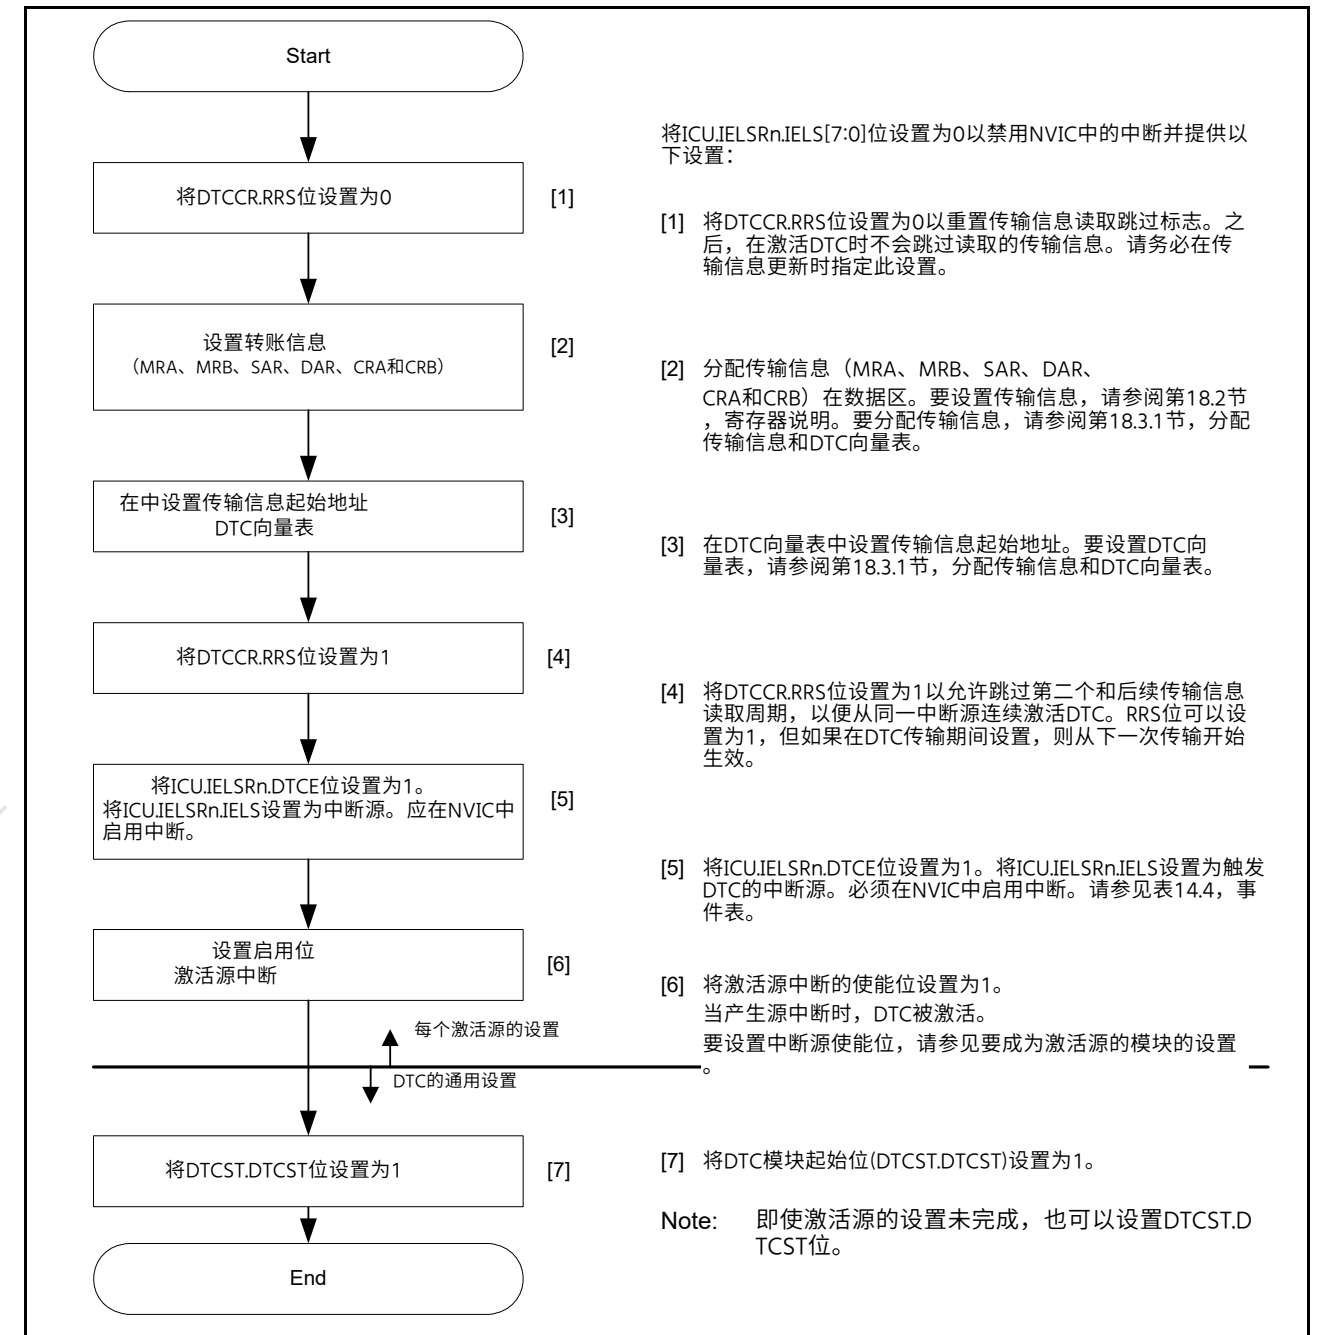 Start
将DTCCR.RRS位设置为0
[1]
设置转账信息
（MRA、MRB、SAR、DAR、CRA和CRB）
[2]
在中设置传输信息起始地址
DTC向量表
[3]
将DTCCR.RRS位设置为1
[4]
将ICU.IELSRn.DTCE位设置为1。
将ICU.IELSRn.IELS设置为中断源。应在NVIC中
启用中断。
[5]
设置启用位
激活源中断
[6]
每个激活源的设置
DTC的通用设置
将DTCST.DTCST位设置为1
[7]
End
将ICU.IELSRn.IELS[7:0]位设置为0以禁用NVIC中的中断并提供以
下设置：
[1] 将DTCCR.RRS位设置为0以重置传输信息读取跳过标志。之
后，在激活DTC时不会跳过读取的传输信息。请务必在传
输信息更新时指定此设置。
[2] 分配传输信息（MRA、MRB、SAR、DAR、
CRA和CRB）在数据区。要设置传输信息，请参阅第18.2节
，寄存器说明。要分配传输信息，请参阅第18.3.1节，分配
传输信息和DTC向量表。
[3] 在DTC向量表中设置传输信息起始地址。要设置DTC向
量表，请参阅第18.3.1节，分配传输信息和DTC向量表。
[4] 将DTCCR.RRS位设置为1以允许跳过第二个和后续传输信息
读取周期，以便从同一中断源连续激活DTC。RRS位可以设
置为1，但如果在DTC传输期间设置，则从下一次传输开始
生效。
[5] 将ICU.IELSRn.DTCE位设置为1。将ICU.IELSRn.IELS设置为触发
DTC的中断源。必须在NVIC中启用中断。请参见表14.4，事
件表。
[6] 将激活源中断的使能位设置为1。
当产生源中断时，DTC被激活。
要设置中断源使能位，请参见要成为激活源的模块的设置
。
[7] 将DTC模块起始位(DTCST.DTCST)设置为1。
Note: 即使激活源的设置未完成，也可以设置DTCST.D
TCST位。